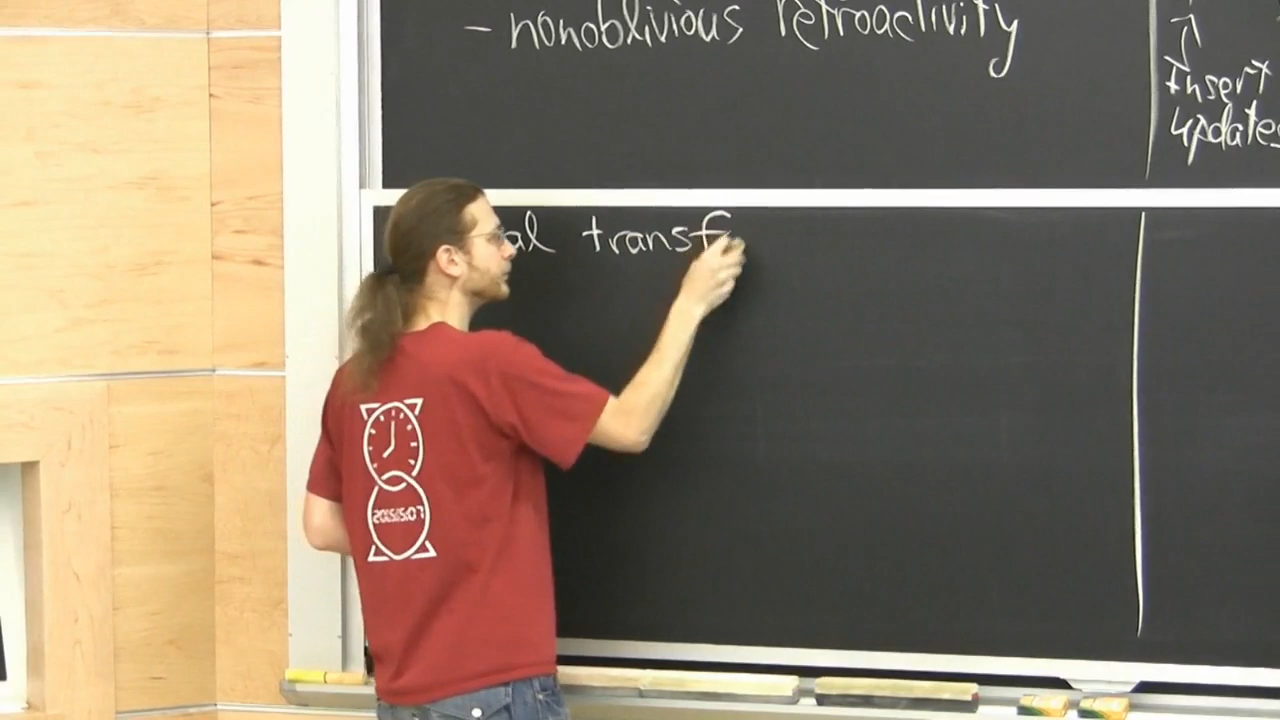 - nonoblivious retroactivity
Insert
updates
al transf